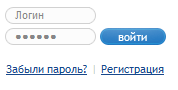 Логин
●●●●●● войти
Забыли пароль? | Регистрация